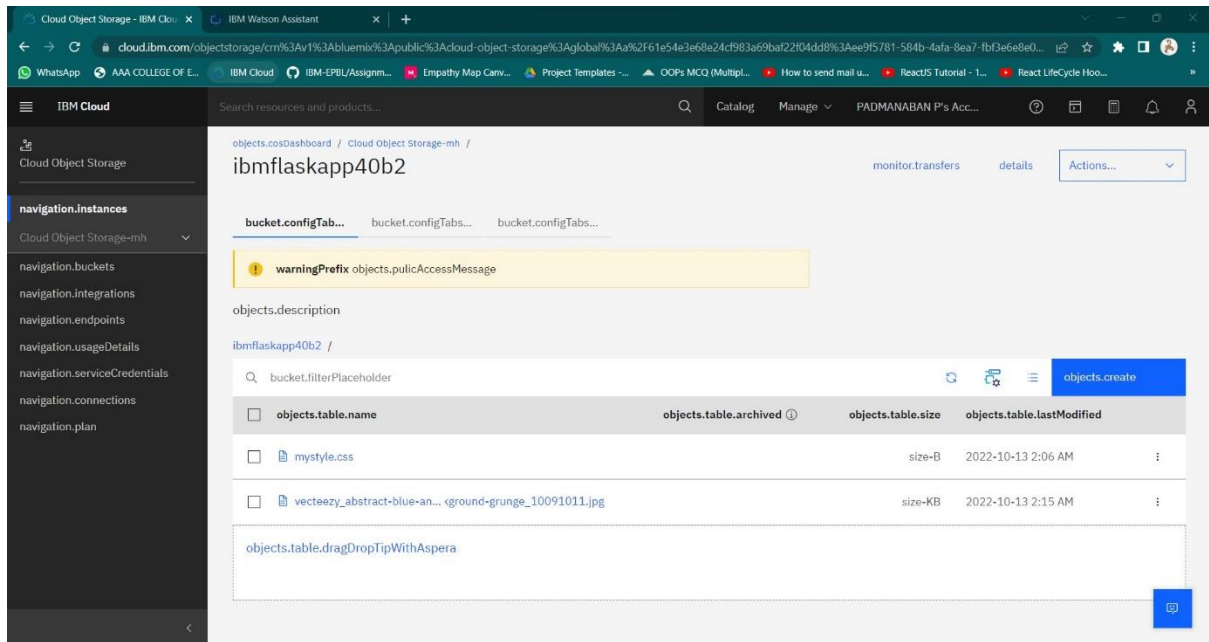 Cloud Object Storage - IBM Clou
IBM Watson Assistant
cloud.ibm.com/objectstorage/crn%3Av1%3Abluemix%3Apublic%3Acloud-object-storage%3Aglobal%3Aa%2F61e54e3e68e24cf983a69baf22f04dd8%3Aee9f5781-584b-4afa-8ea7-fbf3e6e8e0...
WhatsApp
AAA COLLEGE OF E...
IBM Cloud
IBM-EPBL/Assignm...
Empathy Map Canv...
Project Templates -...
OOPs MCQ (Multipl...
How to send mail u...
ReactJS Tutorial - 1...
React LifeCycle Hoo...
IBM Cloud
Search resources and products...
Catalog
Manage
PADMANABAN P's Acc...
Cloud Object Storage
navigation.instances
Cloud Object Storage-mh
navigation.buckets
navigation.integrations
navigation.endpoints
navigation.usageDetails
navigation.serviceCredentials
navigation.connections
navigation.plan
objects.cosDashboard / Cloud Object Storage-mh /
ibmflaskapp40b2
monitor.transfers
details
Actions...
bucket.configTab...
bucket.configTabs...
bucket.configTabs...
warningPrefix objects.pulicAccessMessage
objects.description
ibmflaskapp40b2 /
bucket.filterPlaceholder
objects.create
objects.table.name
objects.table.archived
objects.table.size
objects.table.lastModified
mystyle.css
size-B
2022-10-13 2:06 AM
vecteezy_abstract-blue-an... ‹ground-grunge_10091011.jpg
size-KB
2022-10-13 2:15 AM
objects.table.dragDropTipWithAspera